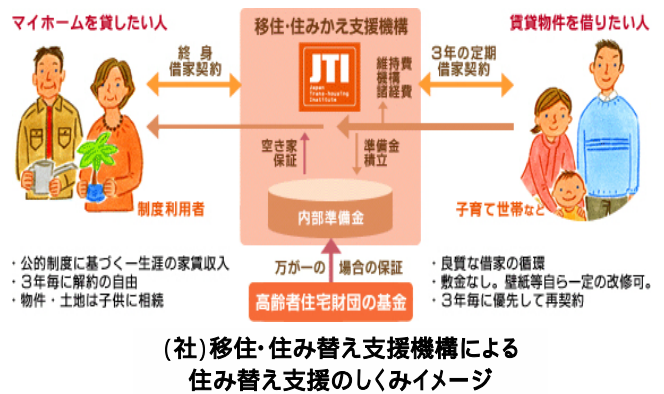 マイホームを貸したい人
移住・住みかえ支援機構
賃貸物件を借りたい人
終身
借家契約
JTI
Japan
Trans-housing
Institute
維持費
機構
諸経費
3年の定期
借家契約
空き家
保証
準備金
積立
制度利用者
内部準備金
子育て世帯など
・公的制度に基づく一生涯の家賃収入
・3年毎に解約の自由
・物件・土地は子供に相続
万が一の 場合の保証
高齢者住宅財団の基金
・良質な借家の循環
・敷金なし。壁紙等自ら一定の改修可。
・3年毎に優先して再契約
(社)移住・住み替え支援機構による
住み替え支援のしくみイメージ